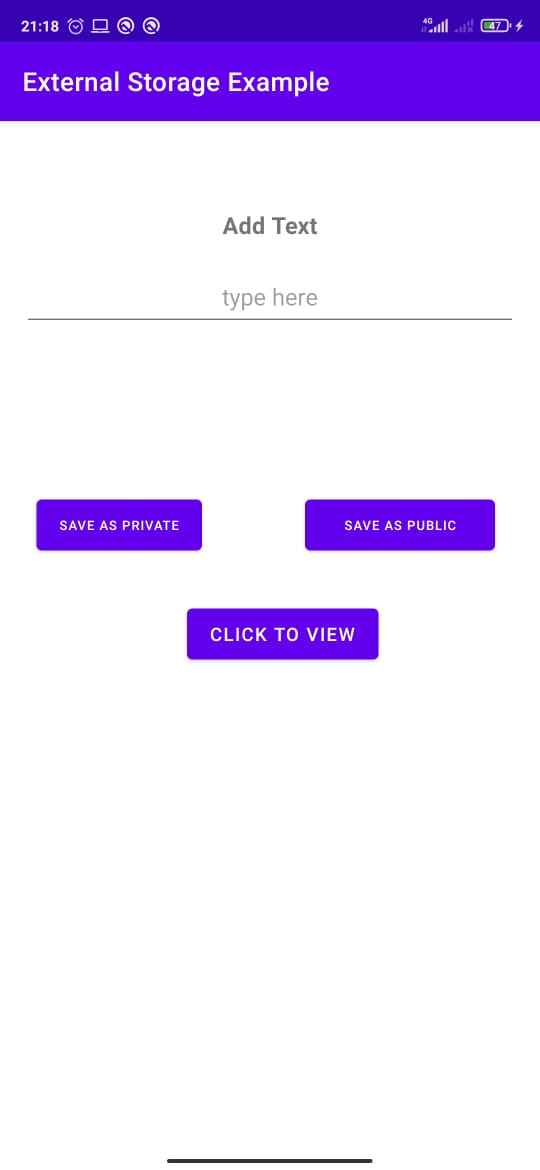 21:18 4G 47
External Storage Example
Add Text
type here
SAVE AS PRIVATE SAVE AS PUBLIC
CLICK TO VIEW